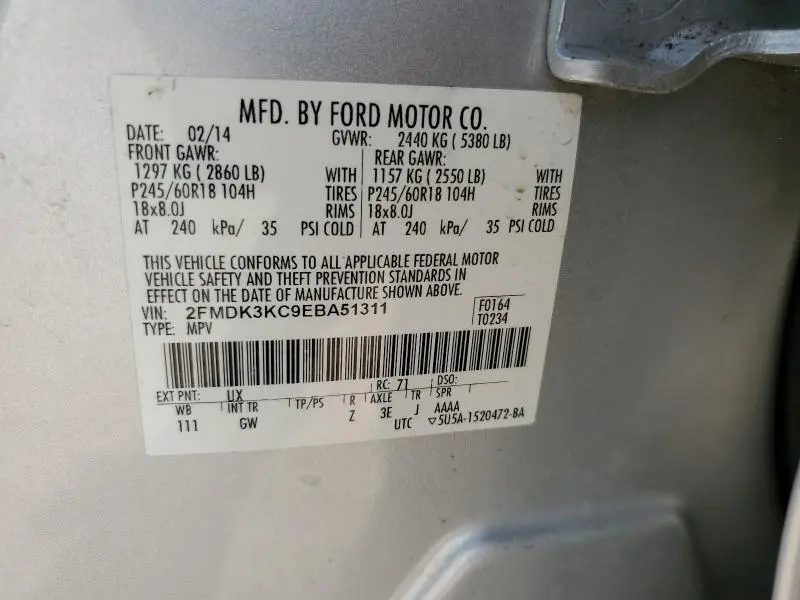 MFD. BY FORD MOTOR CO.
DATE: 02/14 GVWR: 2440 KG ( 5380 LB)
FRONT GAWR: REAR GAWR:
1297 KG ( 2860 LB) WITH 1157 KG ( 2550 LB) WITH
P245/60R18 104H TIRES P245/60R18 104H TIRES
18x8.0J RIMS 18x8.0J RIMS
AT 240 kPa/ 35 PSI COLD AT 240 kPa/ 35 PSI COLD
THIS VEHICLE CONFORMS TO ALL APPLICABLE FEDERAL MOTOR
VEHICLE SAFETY AND THEFT PREVENTION STANDARDS IN
EFFECT ON THE DATE OF MANUFACTURE SHOWN ABOVE.
VIN: 2FMDK3KC9EBA51311 F0164
TYPE: MPV T0234
EXT PNT: UX RC: 71 DSO:
WB INT TR TP/PS R AXLE TR SPR
111 GW Z 3E J AAAA
UTC ▽5U5A-1520472-BA